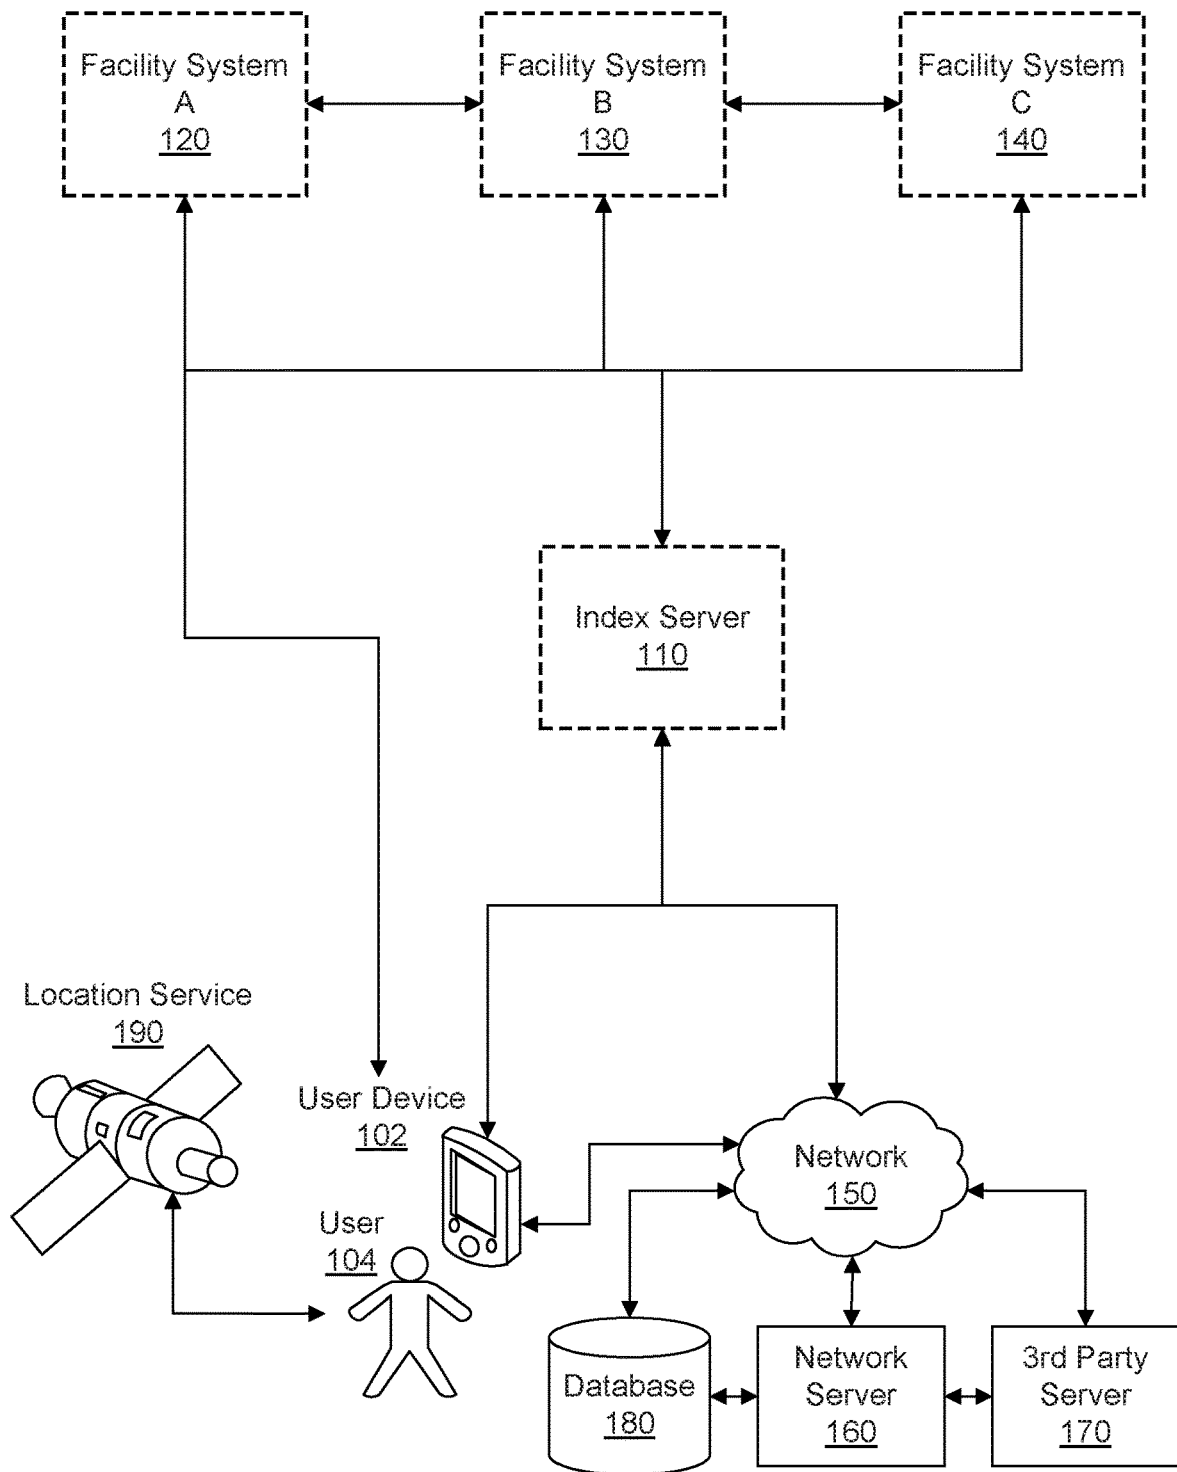 Facility System
A
120
Facility System
B
130
Facility System
C
140
Index Server
110
Location Service
190
User Device
102
User
104
Network
150
Database
180
Network
Server
160
3rd Party
Server
170